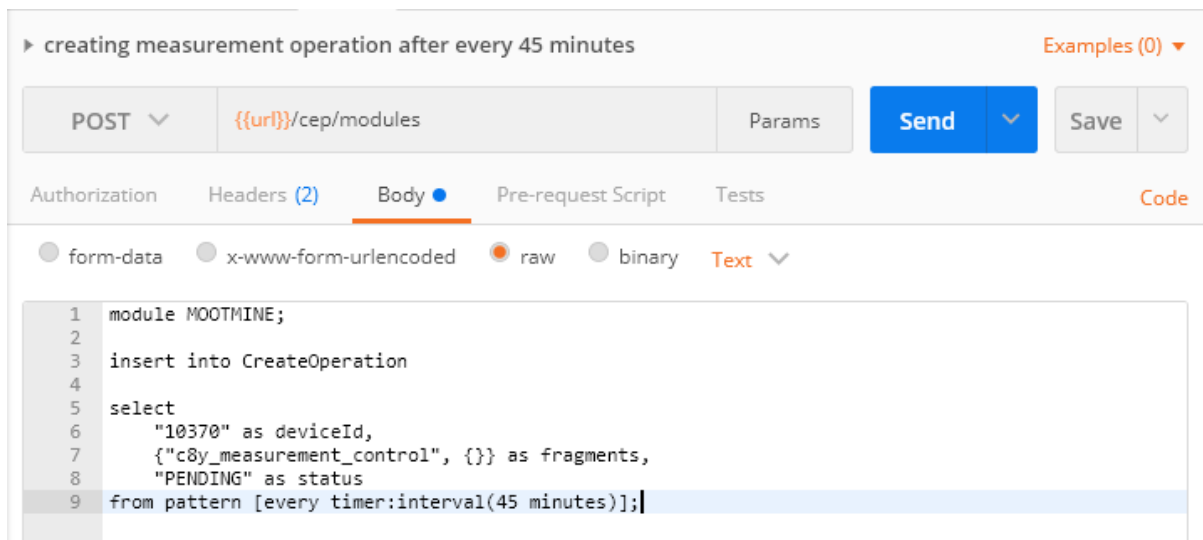 creating measurement operation after every 45 minutes Examples (0)
POST {{url}}/cep/modules Params Send Save
Authorization Headers (2) Body Pre-request Script Tests Code
form-data x-www-form-urlencoded raw binary Text
1 module MOOTMINE;
2
3 insert into CreateOperation
4
5 select
6 "10370" as deviceId,
7 {"c8y_measurement_control", {}} as fragments,
8 "PENDING" as status
9 from pattern [every timer:interval(45 minutes)];